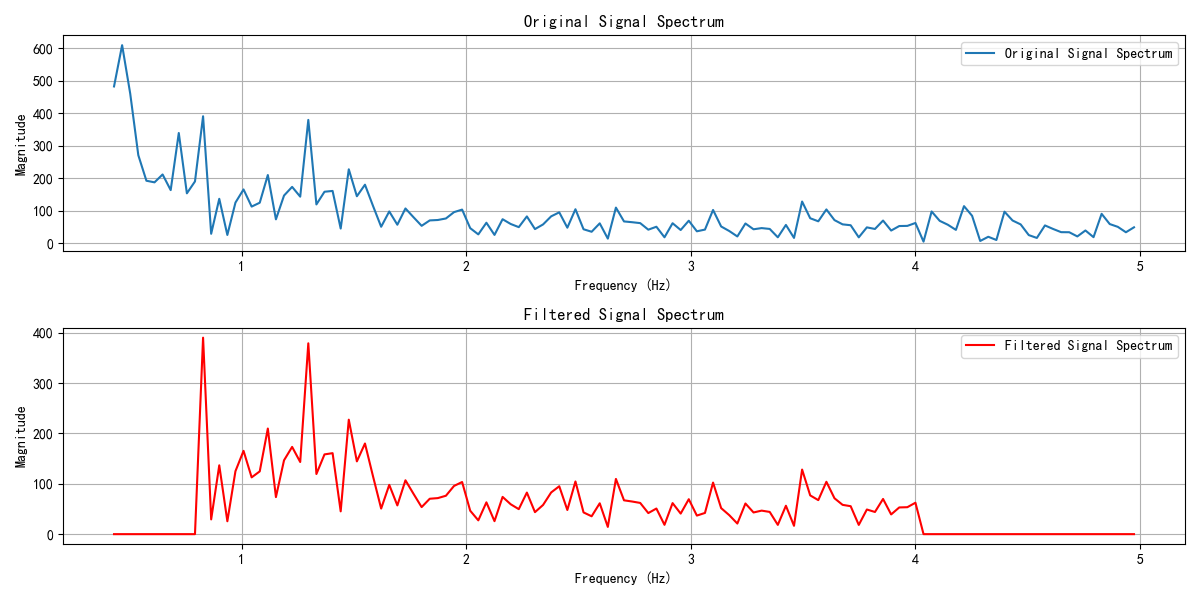 Original Signal Spectrum
Original Signal Spectrum
600
500
400
300
200
100
0
Magnitude
1
2
3
4
5
Frequency (Hz)
Filtered Signal Spectrum
Filtered Signal Spectrum
400
300
200
100
0
Magnitude
1
2
3
4
5
Frequency (Hz)